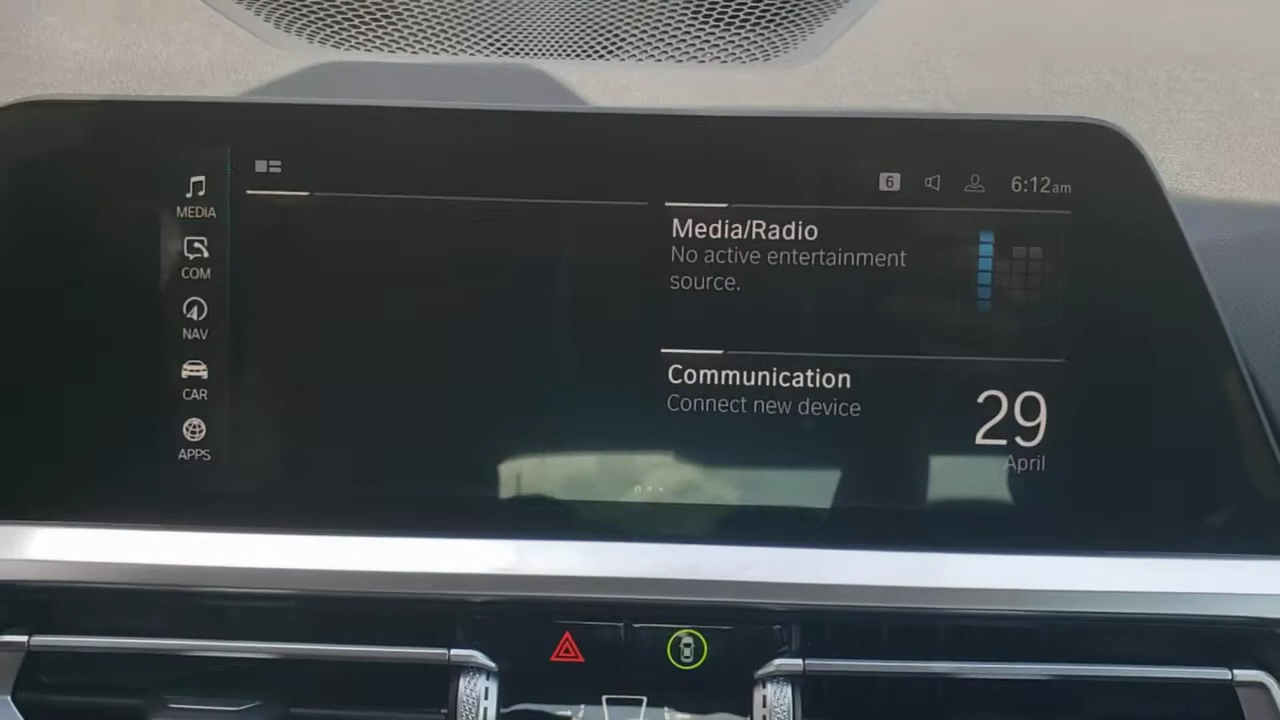 MEDIA
COM
NAV
CAR
APPS
6
6:12am
Media/Radio
No active entertainment
source.
Communication
Connect new device
29
April